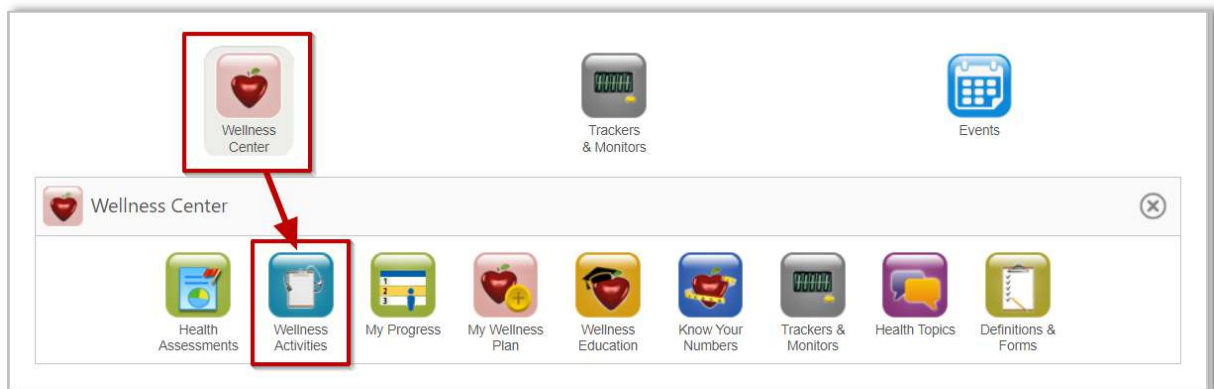 Wellness
Center
Trackers
& Monitors
Events
Wellness Center
Health
Assessments
Wellness
Activities
My Progress
My Wellness
Plan
Wellness
Education
Know Your
Numbers
Trackers &
Monitors
Health Topics
Definitions &
Forms